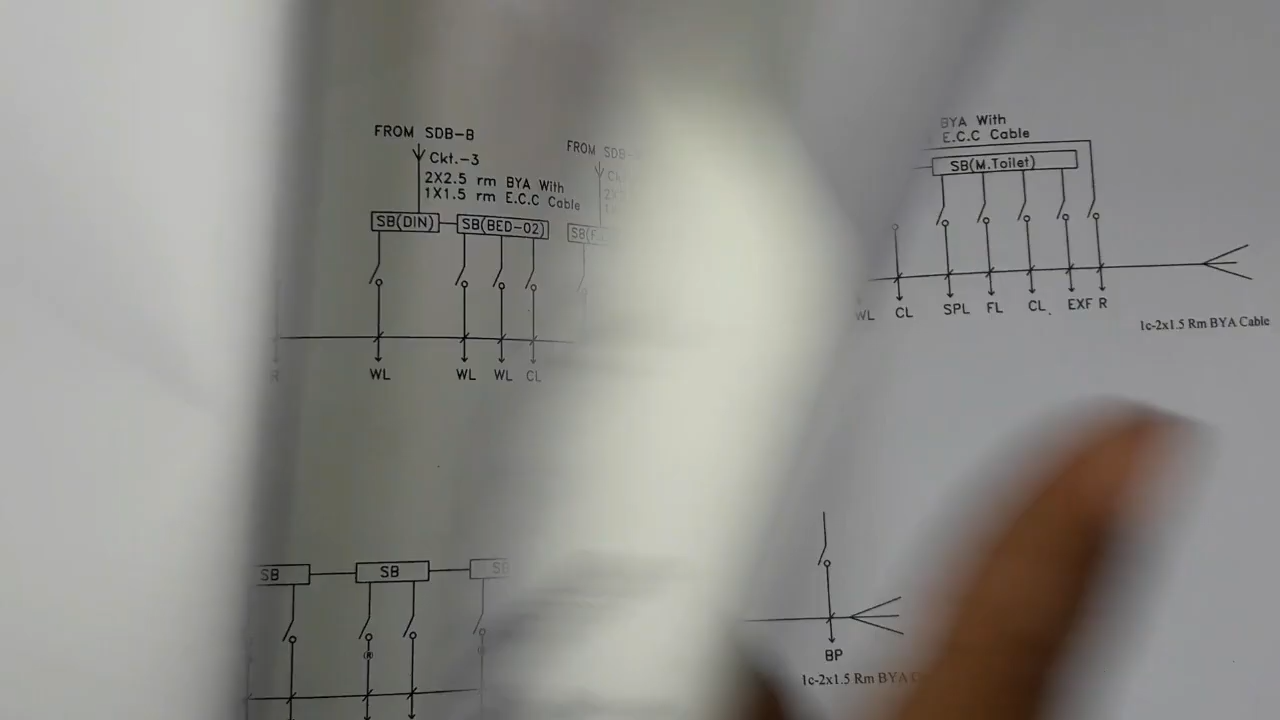 FROM SDB-B
Ckt.-3
2X2.5 rm BYA With
1X1.5 rm E.C.C Cable
SB(DIN)
SB(BED-02)
WL
WL
WL
CL
FROM SDB-
BYA With
E.C.C Cable
SB(M.Toilet)
WL
CL
SPL
FL
CL
EXF
R
1c-2x1.5 Rm BYA Cable
R
SB
SB
SB
BP
1c-2x1.5 Rm BYA